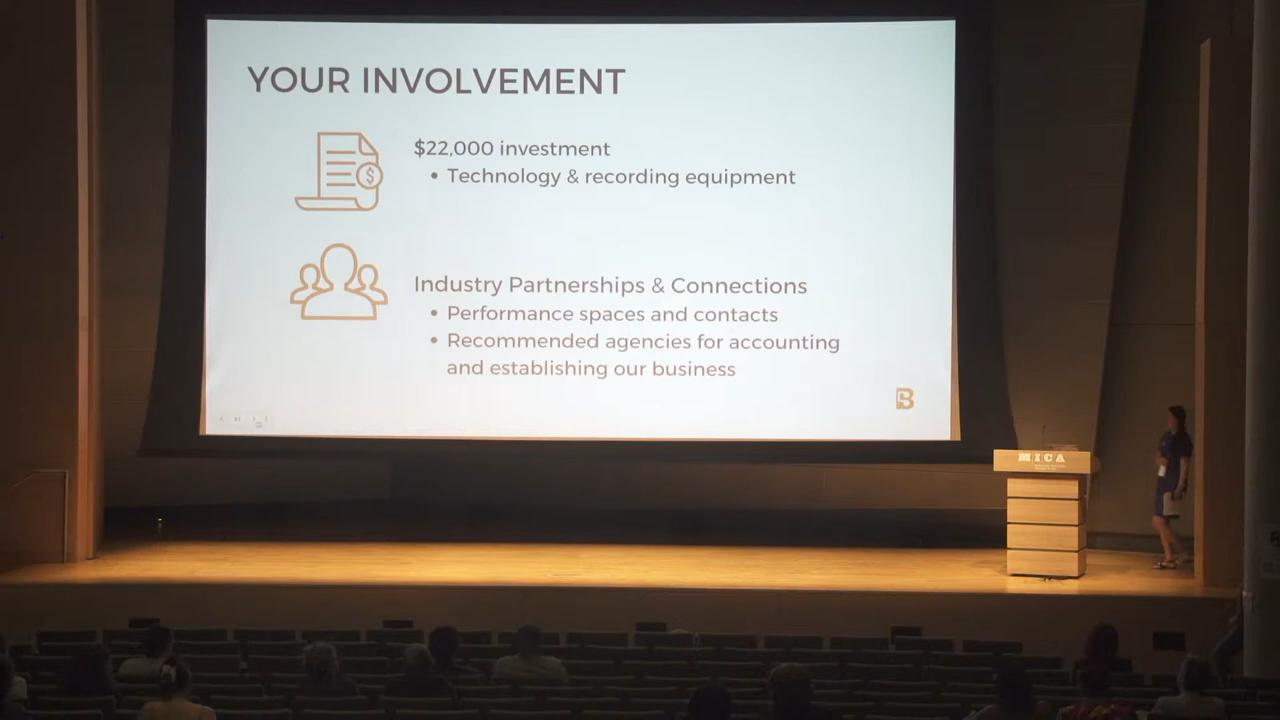 YOUR INVOLVEMENT
$22,000 investment
• Technology & recording equipment
Industry Partnerships & Connections
• Performance spaces and contacts
• Recommended agencies for accounting
and establishing our business
B
MICA